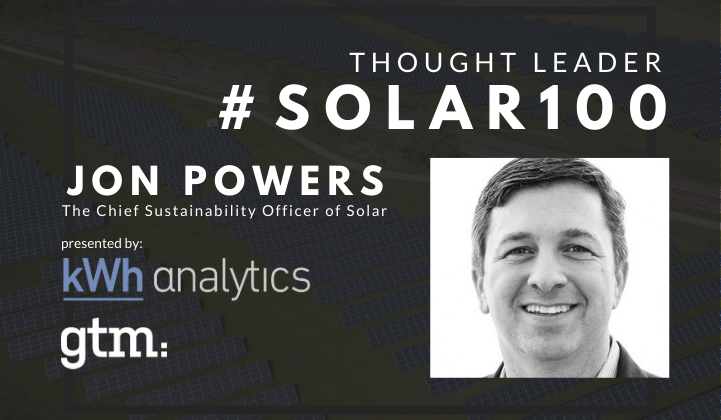 THOUGHT LEADER
#SOLAR100
JON POWERS
The Chief Sustainability Officer of Solar
presented by:
kWh analytics
gtm: